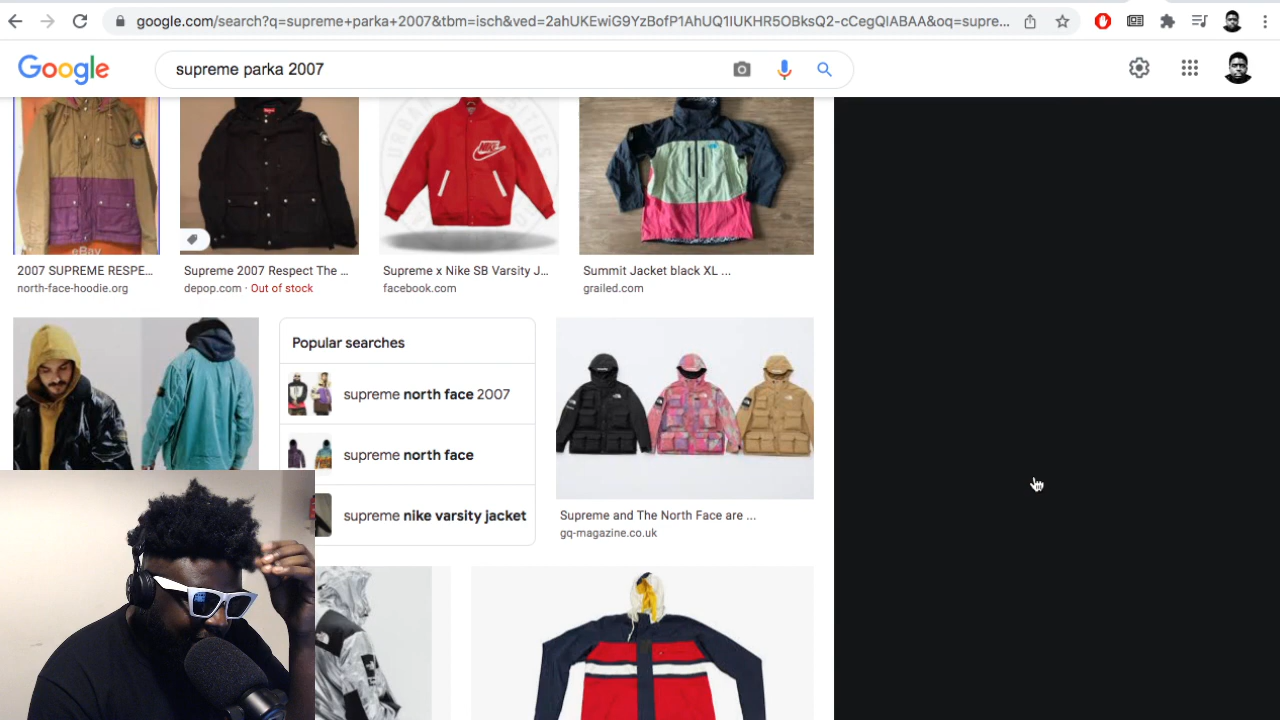 google.com/search?q=supreme+parka+2007&tbm=isch&ved=2ahUKEwiG9YzBofP1AhUQ1IUKHR5OBksQ2-cCegQIABAA&oq=supre...
Google
supreme parka 2007
NIKE
eBay
2007 SUPREME RESPE...
north-face-hoodie.org
Supreme 2007 Respect The ...
depop.com · Out of stock
Supreme x Nike SB Varsity J...
facebook.com
Summit Jacket black XL ...
grailed.com
Popular searches
supreme north face 2007
supreme north face
supreme nike varsity jacket
Supreme and The North Face are ...
gq-magazine.co.uk